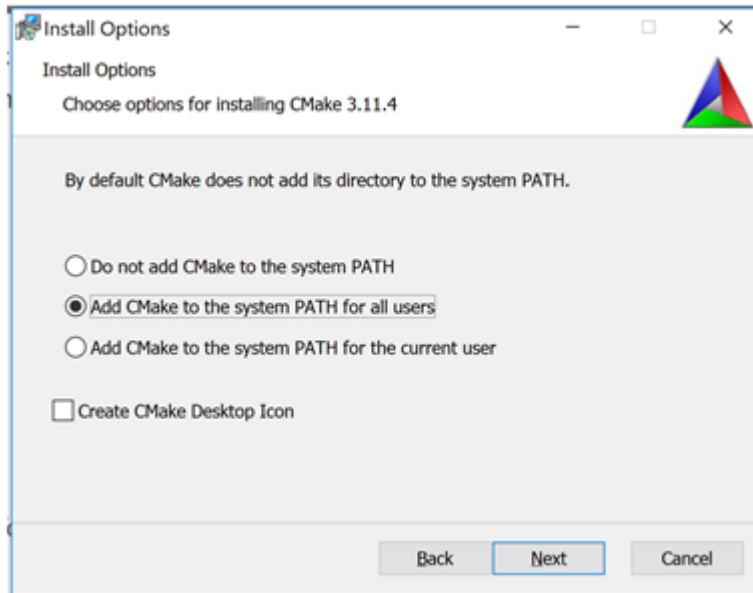 Install Options
Install Options
Choose options for installing CMake 3.11.4
By default CMake does not add its directory to the system PATH.
Do not add CMake to the system PATH
Add CMake to the system PATH for all users
Add CMake to the system PATH for the current user
Create CMake Desktop Icon
Back Next Cancel